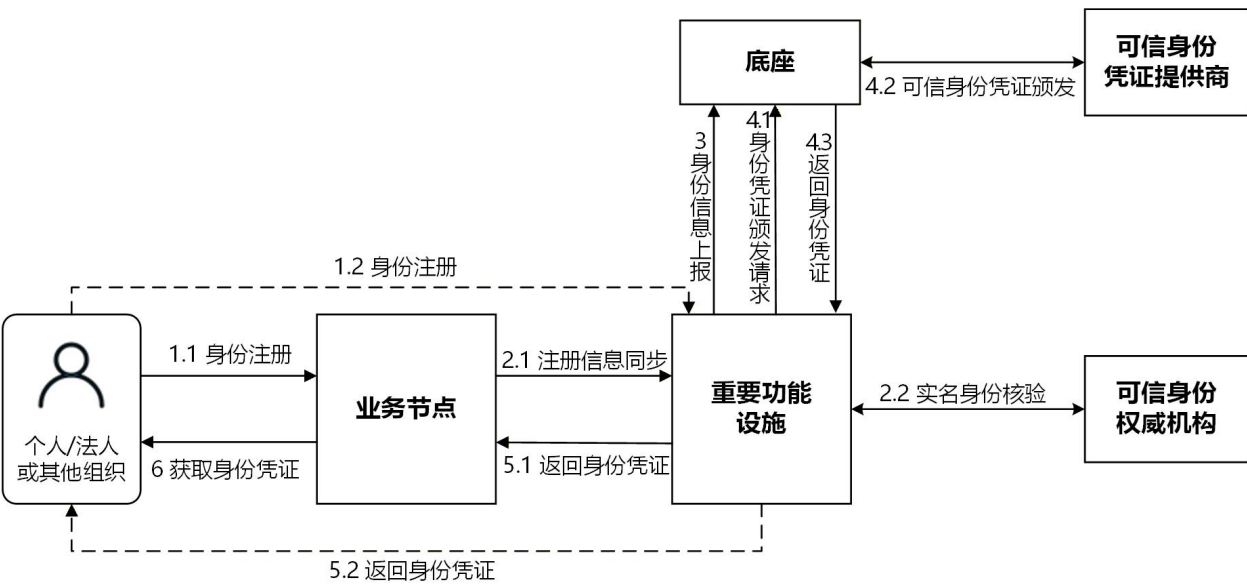 底座
可信身份
凭证提供商
4.2 可信身份凭证颁发
3 身份信息上报
4.1 身份凭证颁发请求
4.3 返回身份凭证
1.2 身份注册
1.1 身份注册
2.1 注册信息同步
业务节点
重要功能
设施
2.2 实名身份核验
可信身份
权威机构
个人/法人
或其他组织
6 获取身份凭证
5.1 返回身份凭证
5.2 返回身份凭证